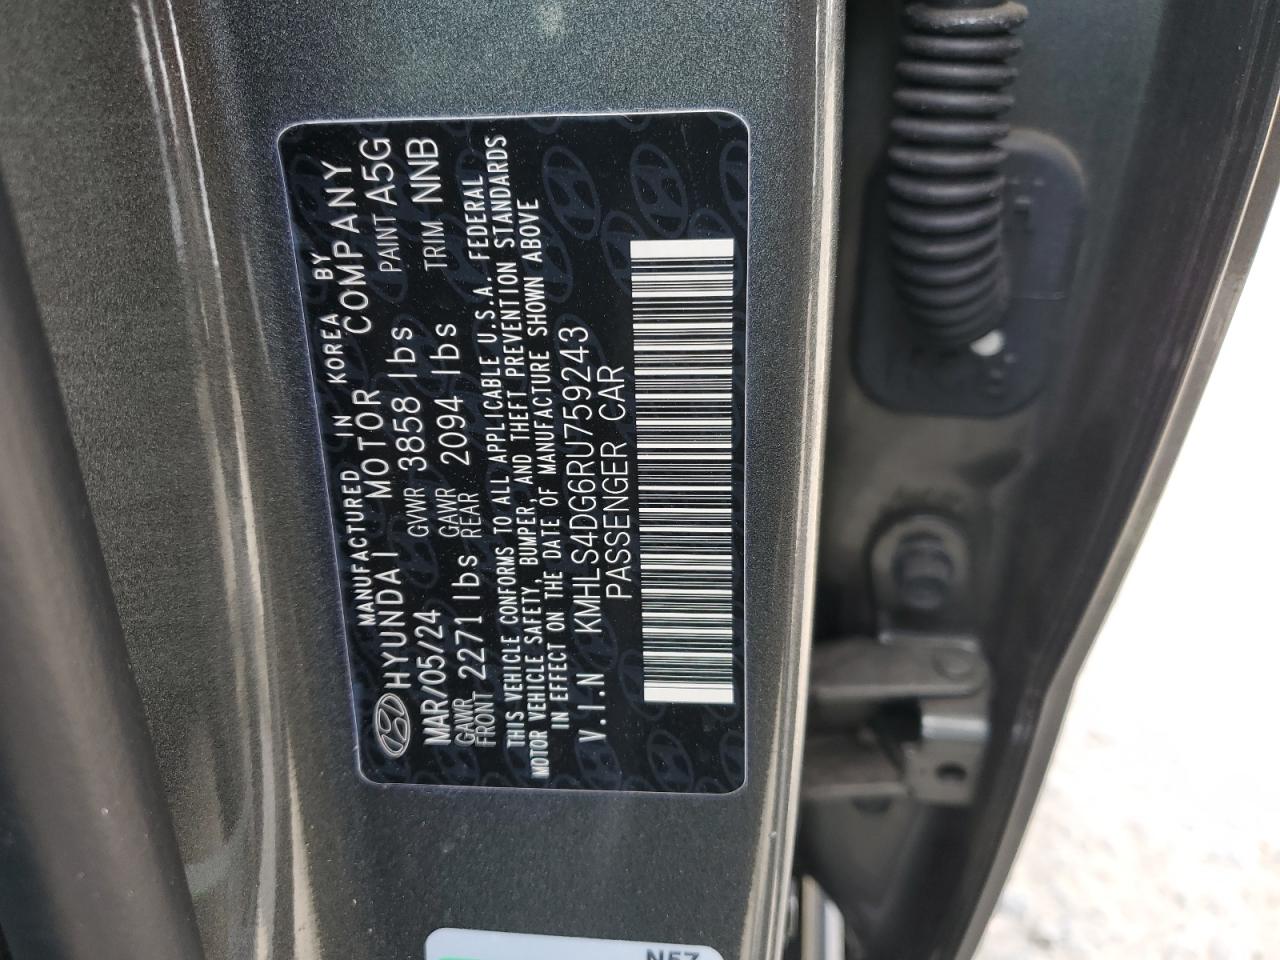 MANUFACTURED IN KOREA BY
HYUNDAI MOTOR COMPANY
MAR/05/24 GVWR 3858 lbs PAINT A5G
GAWR FRONT 2271 lbs GAWR REAR 2094 lbs TRIM NNB
THIS VEHICLE CONFORMS TO ALL APPLICABLE U.S.A. FEDERAL
MOTOR VEHICLE SAFETY, BUMPER, AND THEFT PREVENTION STANDARDS
IN EFFECT ON THE DATE OF MANUFACTURE SHOWN ABOVE
V.I.N KMHLS4DG6RU759243
PASSENGER CAR